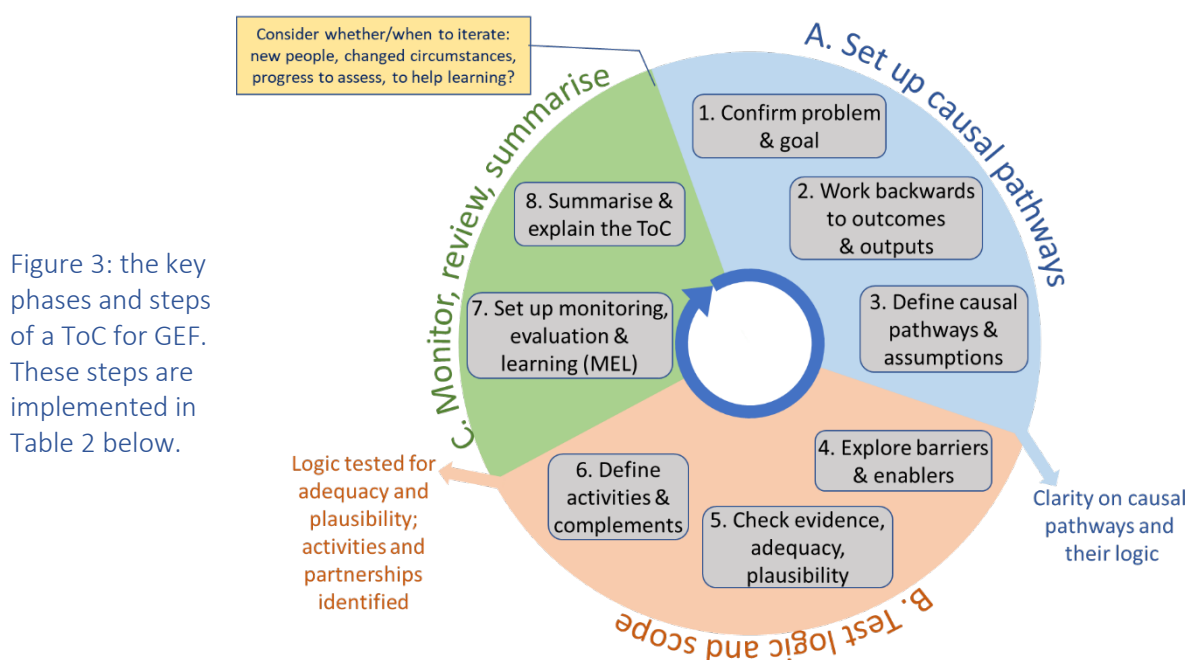 Consider whether/when to iterate:
new people, changed circumstances,
progress to assess, to help learning?
A. Set up causal pathways
1. Confirm problem
& goal
2. Work backwards
to outcomes
& outputs
3. Define causal
pathways &
assumptions
Clarity on causal
pathways and
their logic
B. Test logic and scope
4. Explore barriers
& enablers
5. Check evidence,
adequacy,
plausibility
6. Define
activities &
complements
Logic tested for
adequacy and
plausibility;
activities and
partnerships
identified
C. Monitor, review, summarise
7. Set up monitoring,
evaluation &
learning (MEL)
8. Summarise &
explain the ToC
Figure 3: the key
phases and steps
of a ToC for GEF.
These steps are
implemented in
Table 2 below.